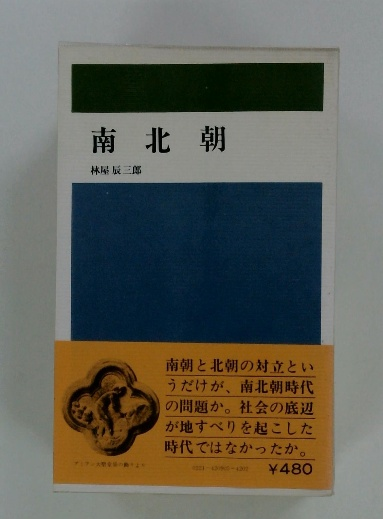 南北朝
林屋辰三郎
南朝と北朝の対立とい
うだけが、南北朝時代
の問題か。社会の底辺
が地すべりを起こした
時代ではなかったか。
¥480